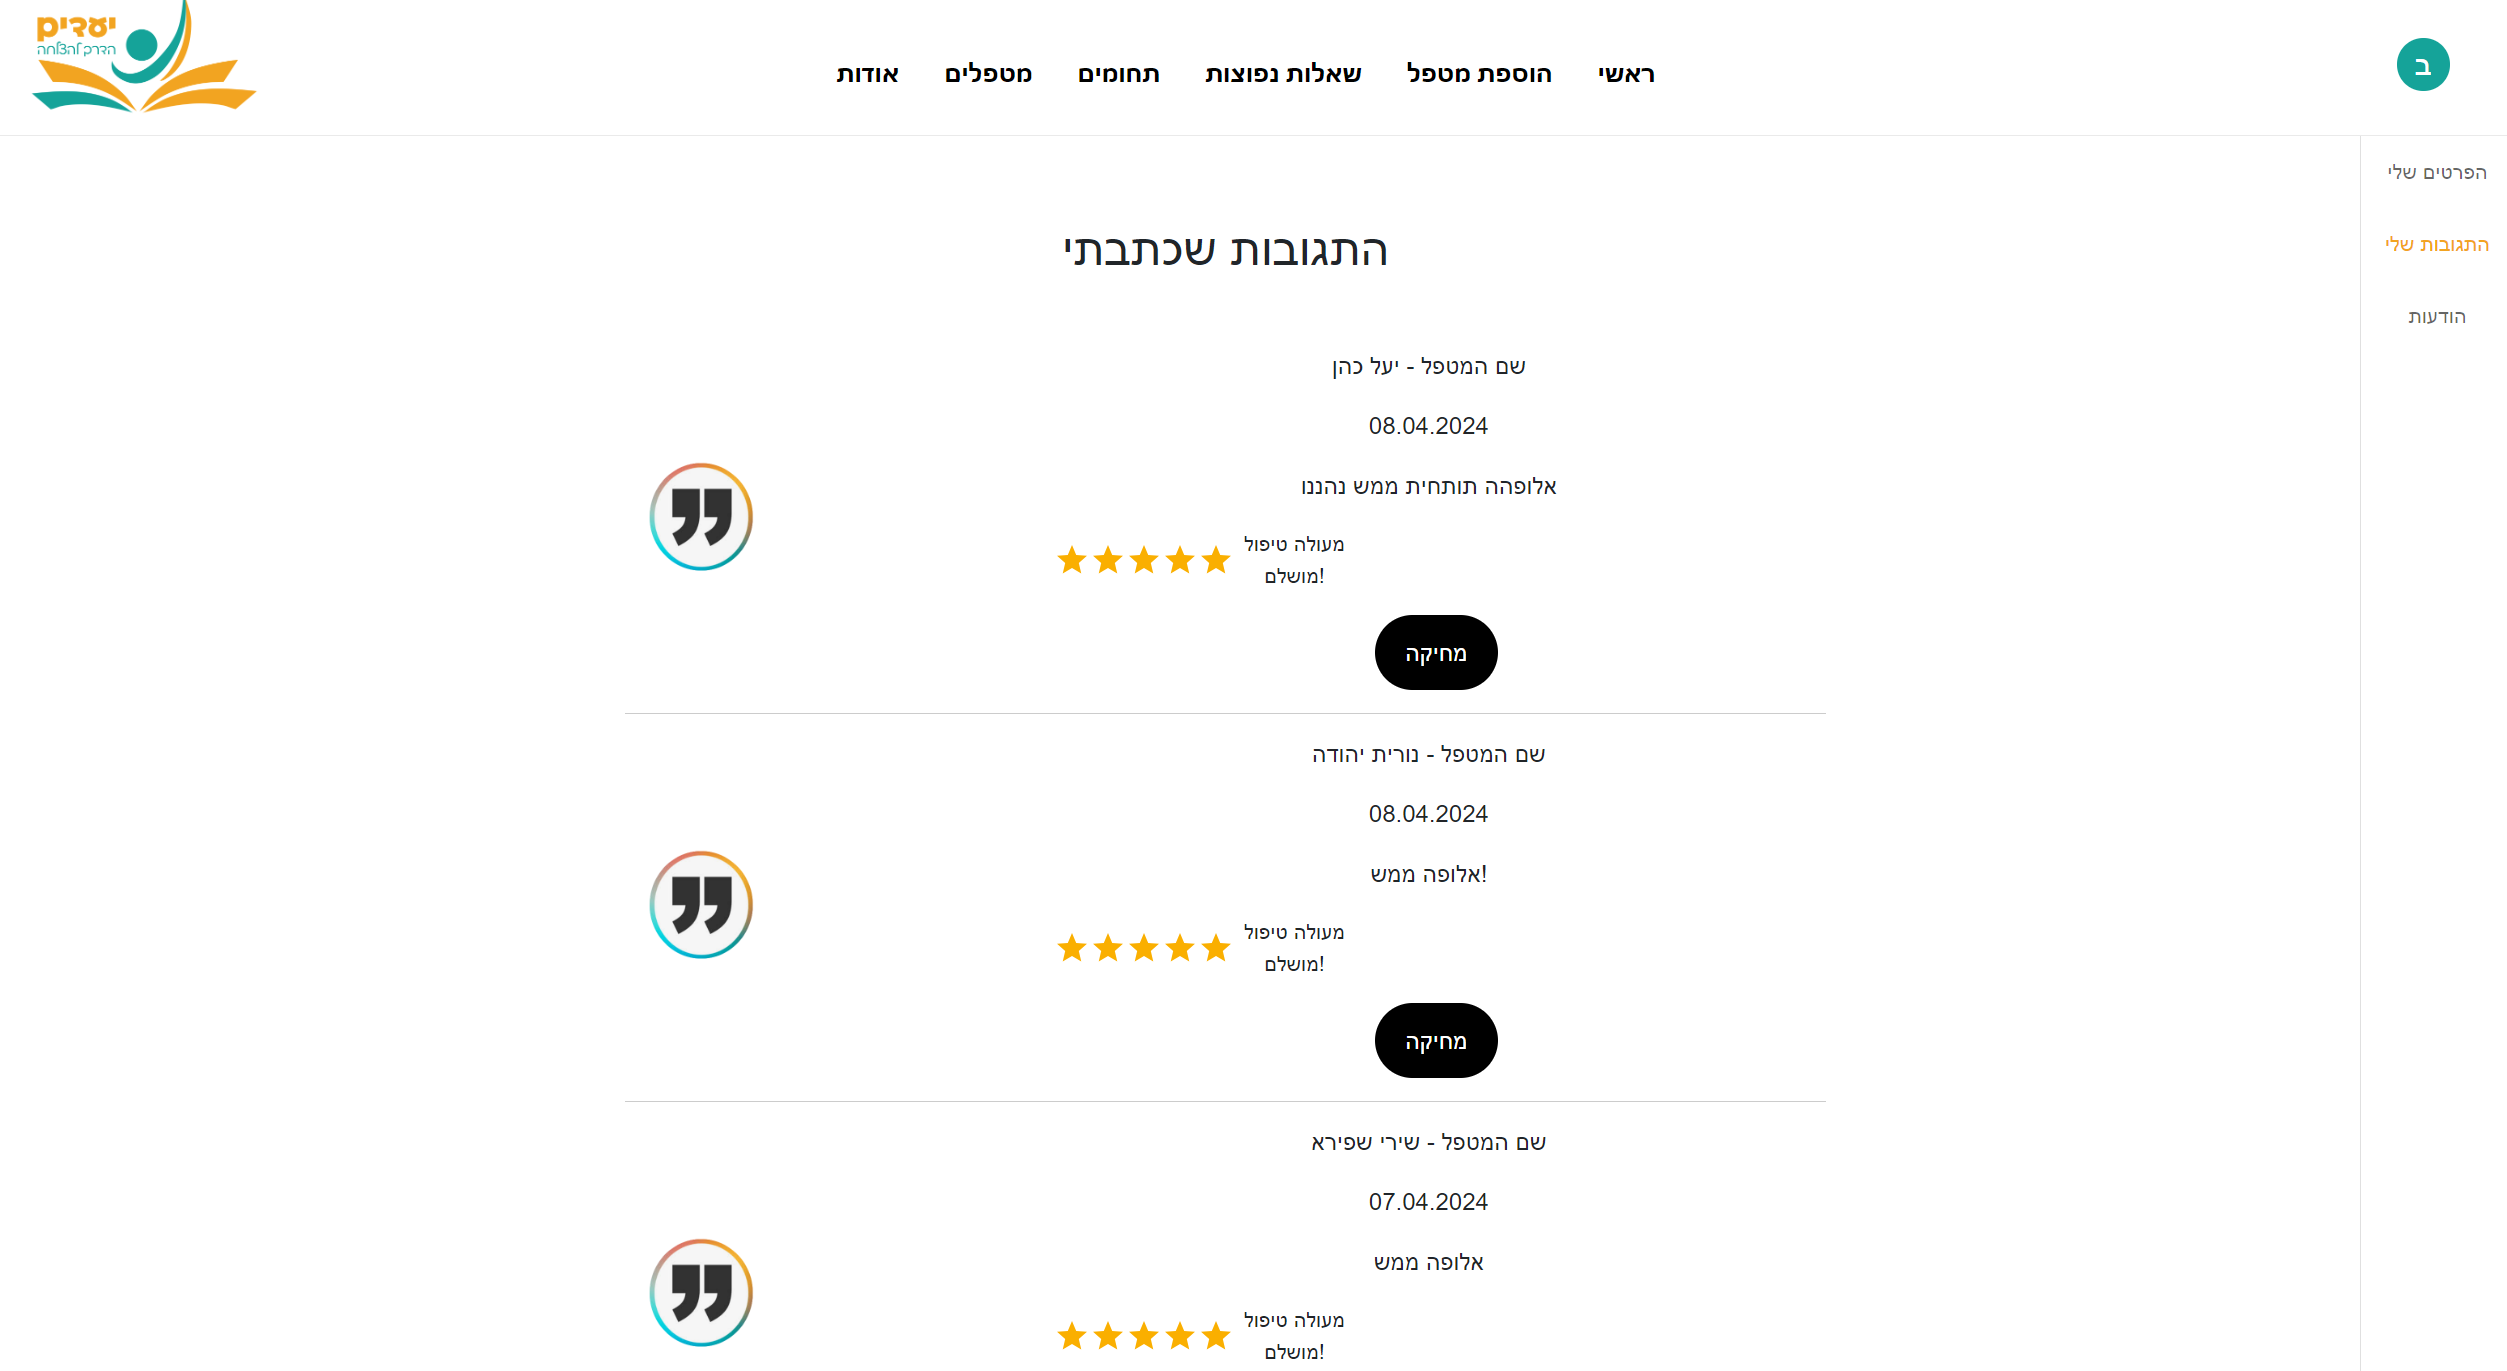 יעדים
הדרך להצלחה
ראשי
הוספת מטפל
שאלות נפוצות
תחומים
מטפלים
אודות
ב
הפרטים שלי
התגובות שלי
הודעות
התגובות שכתבתי
שם המטפל - יעל כהן
08.04.2024
אלופהה תותחית ממש נהננו
מעולה טיפול
מושלם!
מחיקה
שם המטפל - נורית יהודה
08.04.2024
אלופה ממש!
מעולה טיפול
מושלם!
מחיקה
שם המטפל - שירי שפירא
07.04.2024
אלופה ממש
מעולה טיפול
מושלם!